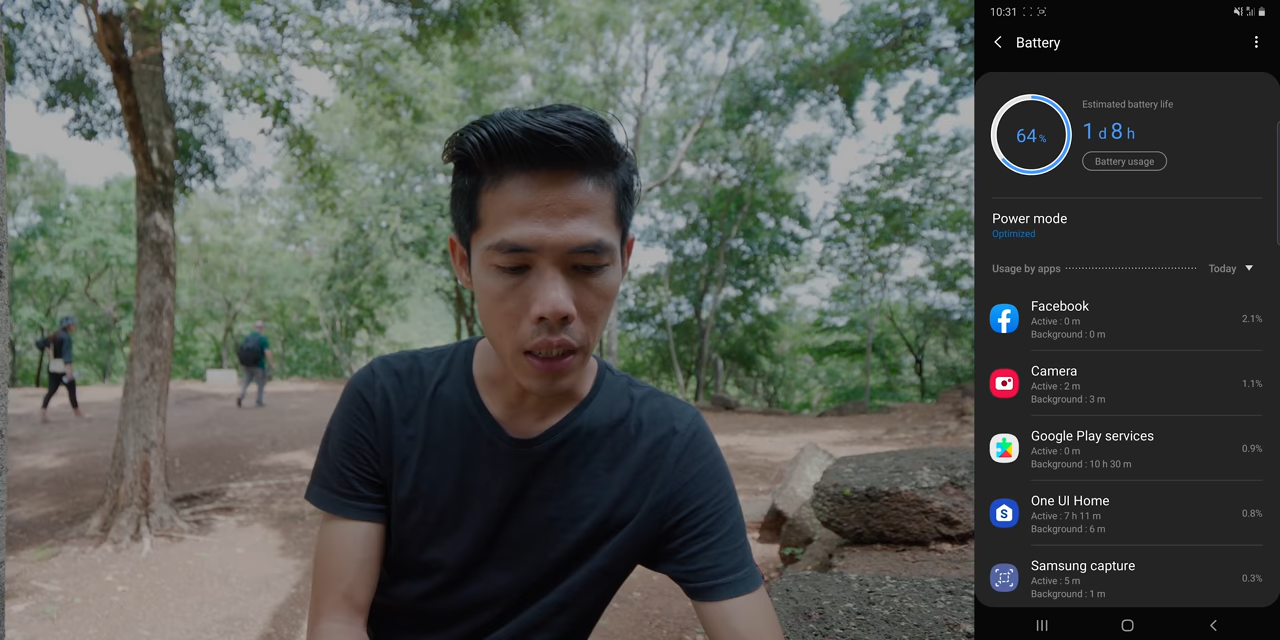 10:31
Battery
64%
Estimated battery life
1 d 8 h
Battery usage
Power mode
Optimized
Usage by apps
Today
Facebook
Active : 0 m
Background : 0 m
2.1%
Camera
Active : 2 m
Background : 3 m
1.1%
Google Play services
Active : 0 m
Background : 10 h 30 m
0.9%
One UI Home
Active : 7 h 11 m
Background : 6 m
0.8%
Samsung capture
Active : 5 m
Background : 1 m
0.3%